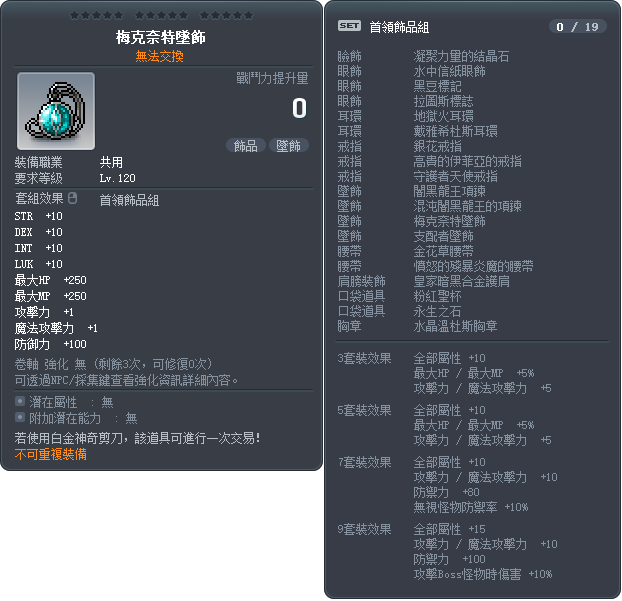 梅克奈特墜飾
無法交換
戰鬥力提升量
0
飾品 墜飾
裝備職業 共用
要求等級 Lv.120
套組效果 首領飾品組
STR +10
DEX +10
INT +10
LUK +10
最大HP +250
最大MP +250
攻擊力 +1
魔法攻擊力 +1
防御力 +100
卷軸 強化 無 (剩餘3次, 可修復0次)
可透過NPC/採集鍵查看強化資訊詳細內容。
潛在屬性 : 無
附加潛在能力 : 無
若使用白金神奇剪刀，該道具可進行一次交易!
不可重複裝備
SET 首領飾品組 0 / 19
臉飾 凝聚力量的結晶石
眼飾 水中信紙眼飾
眼飾 黑豆標記
眼飾 拉圖斯標誌
耳環 地獄火耳環
耳環 戴雅希杜斯耳環
戒指 銀花戒指
戒指 高貴的伊菲亞的戒指
戒指 守護者天使戒指
墜飾 闇黑龍王項鍊
墜飾 混沌闇黑龍王的項鍊
墜飾 梅克奈特墜飾
墜飾 支配者墜飾
腰帶 金花草腰帶
腰帶 憤怒的殘暴炎魔的腰帶
肩膀裝飾 皇家暗黑合金護肩
口袋道具 粉紅聖杯
口袋道具 永生之石
胸章 水晶溫杜斯胸章
3套裝效果 全部屬性 +10
最大HP / 最大MP +5%
攻擊力 / 魔法攻擊力 +5
5套裝效果 全部屬性 +10
最大HP / 最大MP +5%
攻擊力 / 魔法攻擊力 +5
7套裝效果 全部屬性 +10
攻擊力 / 魔法攻擊力 +10
防禦力 +80
無視怪物防禦率 +10%
9套裝效果 全部屬性 +15
攻擊力 / 魔法攻擊力 +10
防禦力 +100
攻擊Boss怪物時傷害 +10%